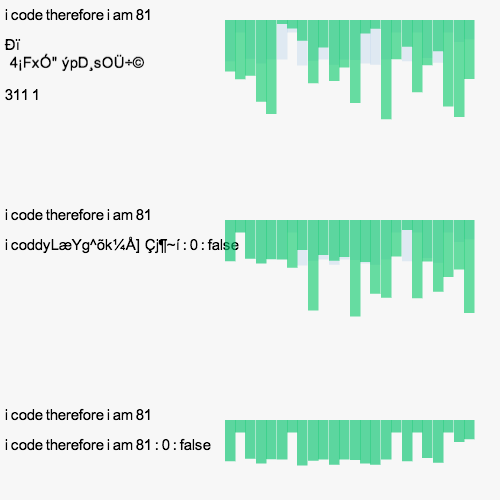 i code therefore i am 81
Ðï
4¡FxÓ" ýpD¸sOÜ÷©
311 1
i code therefore i am 81
i coddyLæYg^õk¼Å] Çj¶~í : 0 : false
i code therefore i am 81
i code therefore i am 81 : 0 : false